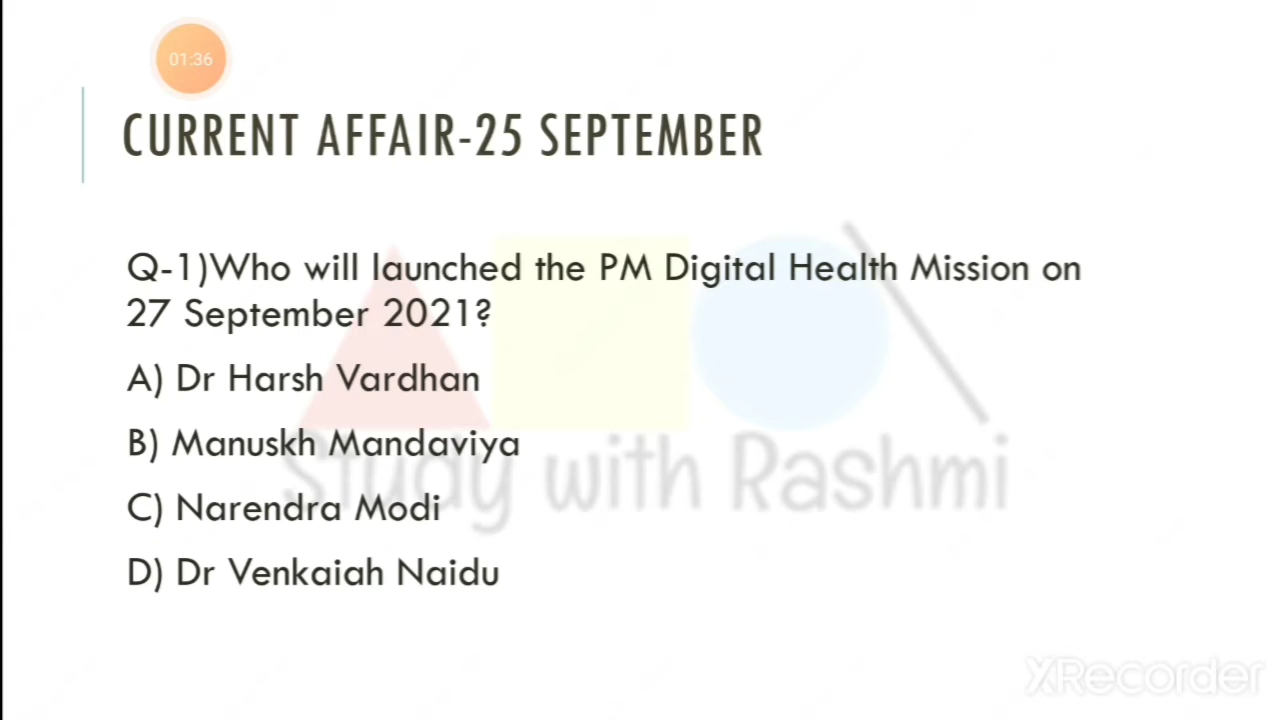 01:36
CURRENT AFFAIR-25 SEPTEMBER
Q-1)Who will launched the PM Digital Health Mission on
27 September 2021?
A) Dr Harsh Vardhan
B) Manuskh Mandaviya
C) Narendra Modi
Study with Rashmi
D) Dr Venkaiah Naidu
XRecorder